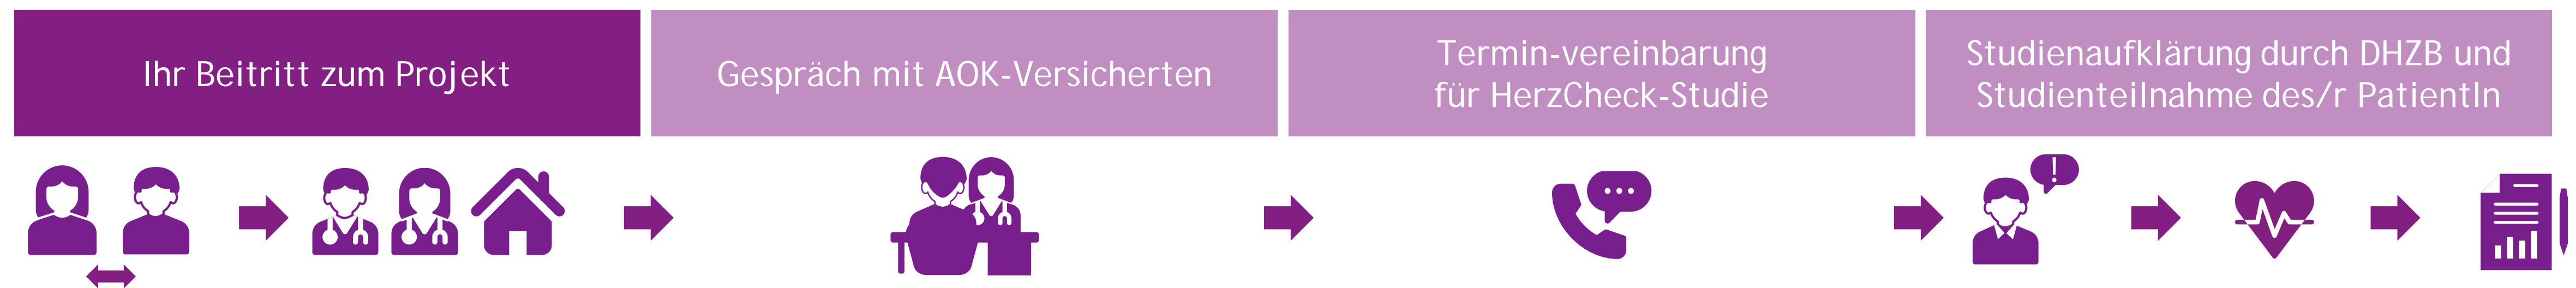 Ihr Beitritt zum Projekt
Gespräch mit AOK-Versicherten
Termin-vereinbarung
für HerzCheck-Studie
Studienaufklärung durch DHZB und
Studienteilnahme des/r PatientIn